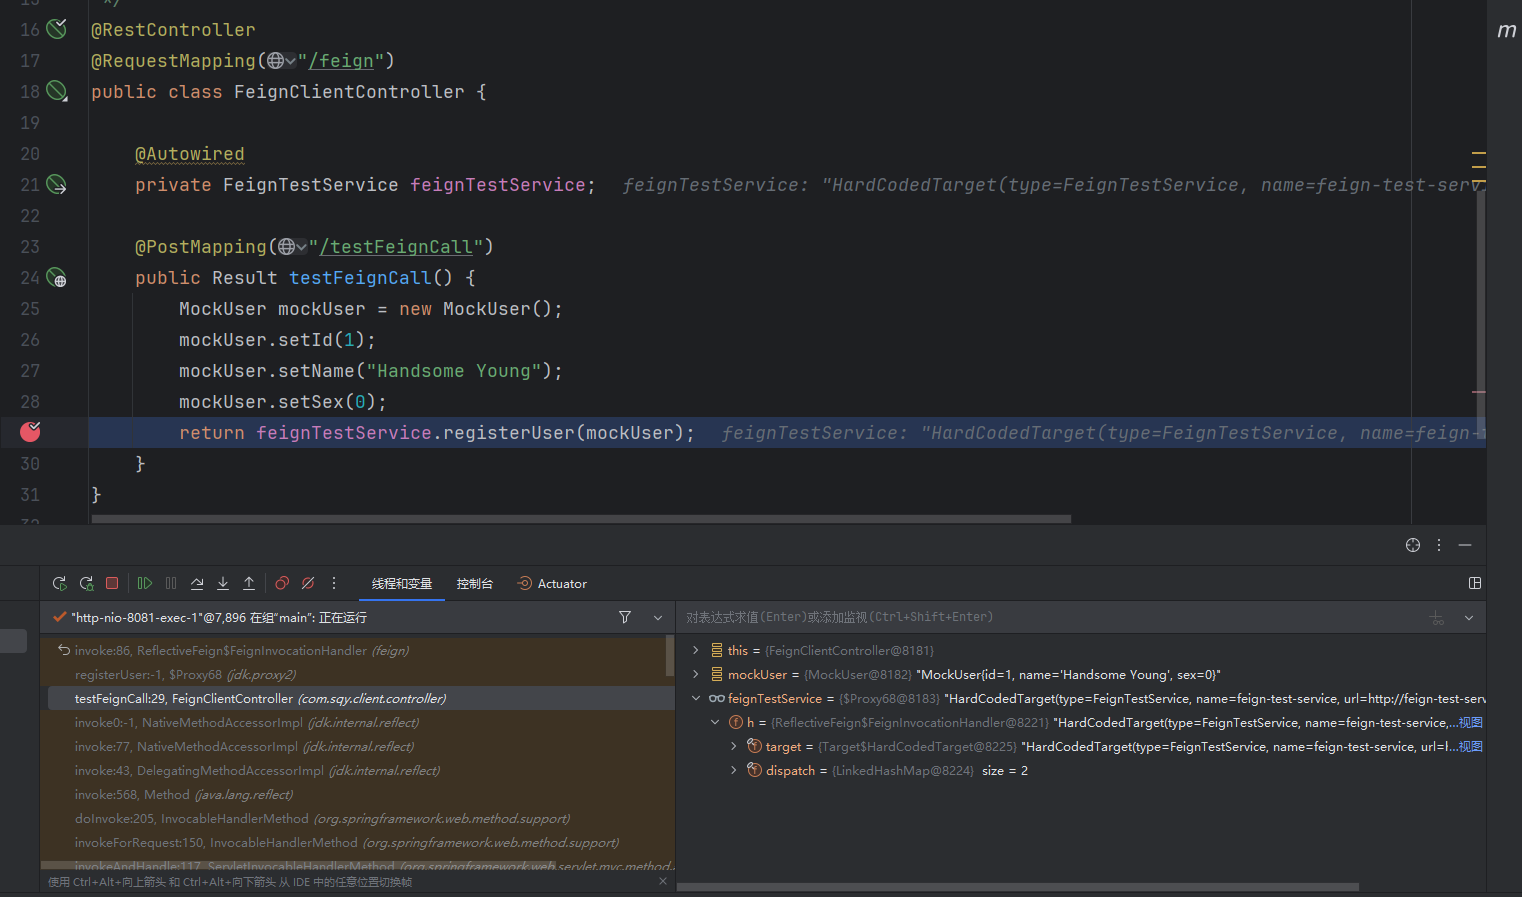 15 */
16 @RestController
17 @RequestMapping("/feign")
18 public class FeignClientController {
19
20 @Autowired
21 private FeignTestService feignTestService; feignTestService: "HardCodedTarget(type=FeignTestService, name=feign-test-serv
22
23 @PostMapping("/testFeignCall")
24 public Result testFeignCall() {
25 MockUser mockUser = new MockUser();
26 mockUser.setId(1);
27 mockUser.setName("Handsome Young");
28 mockUser.setSex(0);
return feignTestService.registerUser(mockUser); feignTestService: "HardCodedTarget(type=FeignTestService, name=feign-t
30 }
31 }
32
m
线程和变量 控制台 Actuator
"http-nio-8081-exec-1"@7,896 在组"main": 正在运行
invoke:86, ReflectiveFeign$FeignInvocationHandler (feign)
registerUser:-1, $Proxy68 (jdk.proxy2)
testFeignCall:29, FeignClientController (com.sqy.client.controller)
invoke0:-1, NativeMethodAccessorImpl (jdk.internal.reflect)
invoke:77, NativeMethodAccessorImpl (jdk.internal.reflect)
invoke:43, DelegatingMethodAccessorImpl (jdk.internal.reflect)
invoke:568, Method (java.lang.reflect)
doInvoke:205, InvocableHandlerMethod (org.springframework.web.method.support)
invokeForRequest:150, InvocableHandlerMethod (org.springframework.web.method.support)
invokeAndHandle:117, ServletInvocableHandlerMethod (org.springframework.web.servlet.mvc.method.
使用 Ctrl+Alt+向上箭头 和 Ctrl+Alt+向下箭头 从 IDE 中的任意位置切换帧
对表达式求值(Enter)或添加监视(Ctrl+Shift+Enter)
this = {FeignClientController@8181}
mockUser = {MockUser@8182} "MockUser{id=1, name='Handsome Young', sex=0}"
feignTestService = {$Proxy68@8183} "HardCodedTarget(type=FeignTestService, name=feign-test-service, url=http://feign-test-serv
h = {ReflectiveFeign$FeignInvocationHandler@8221} "HardCodedTarget(type=FeignTestService, name=feign-test-service,...视图
target = {Target$HardCodedTarget@8225} "HardCodedTarget(type=FeignTestService, name=feign-test-service, url=h...视图
dispatch = {LinkedHashMap@8224} size = 2